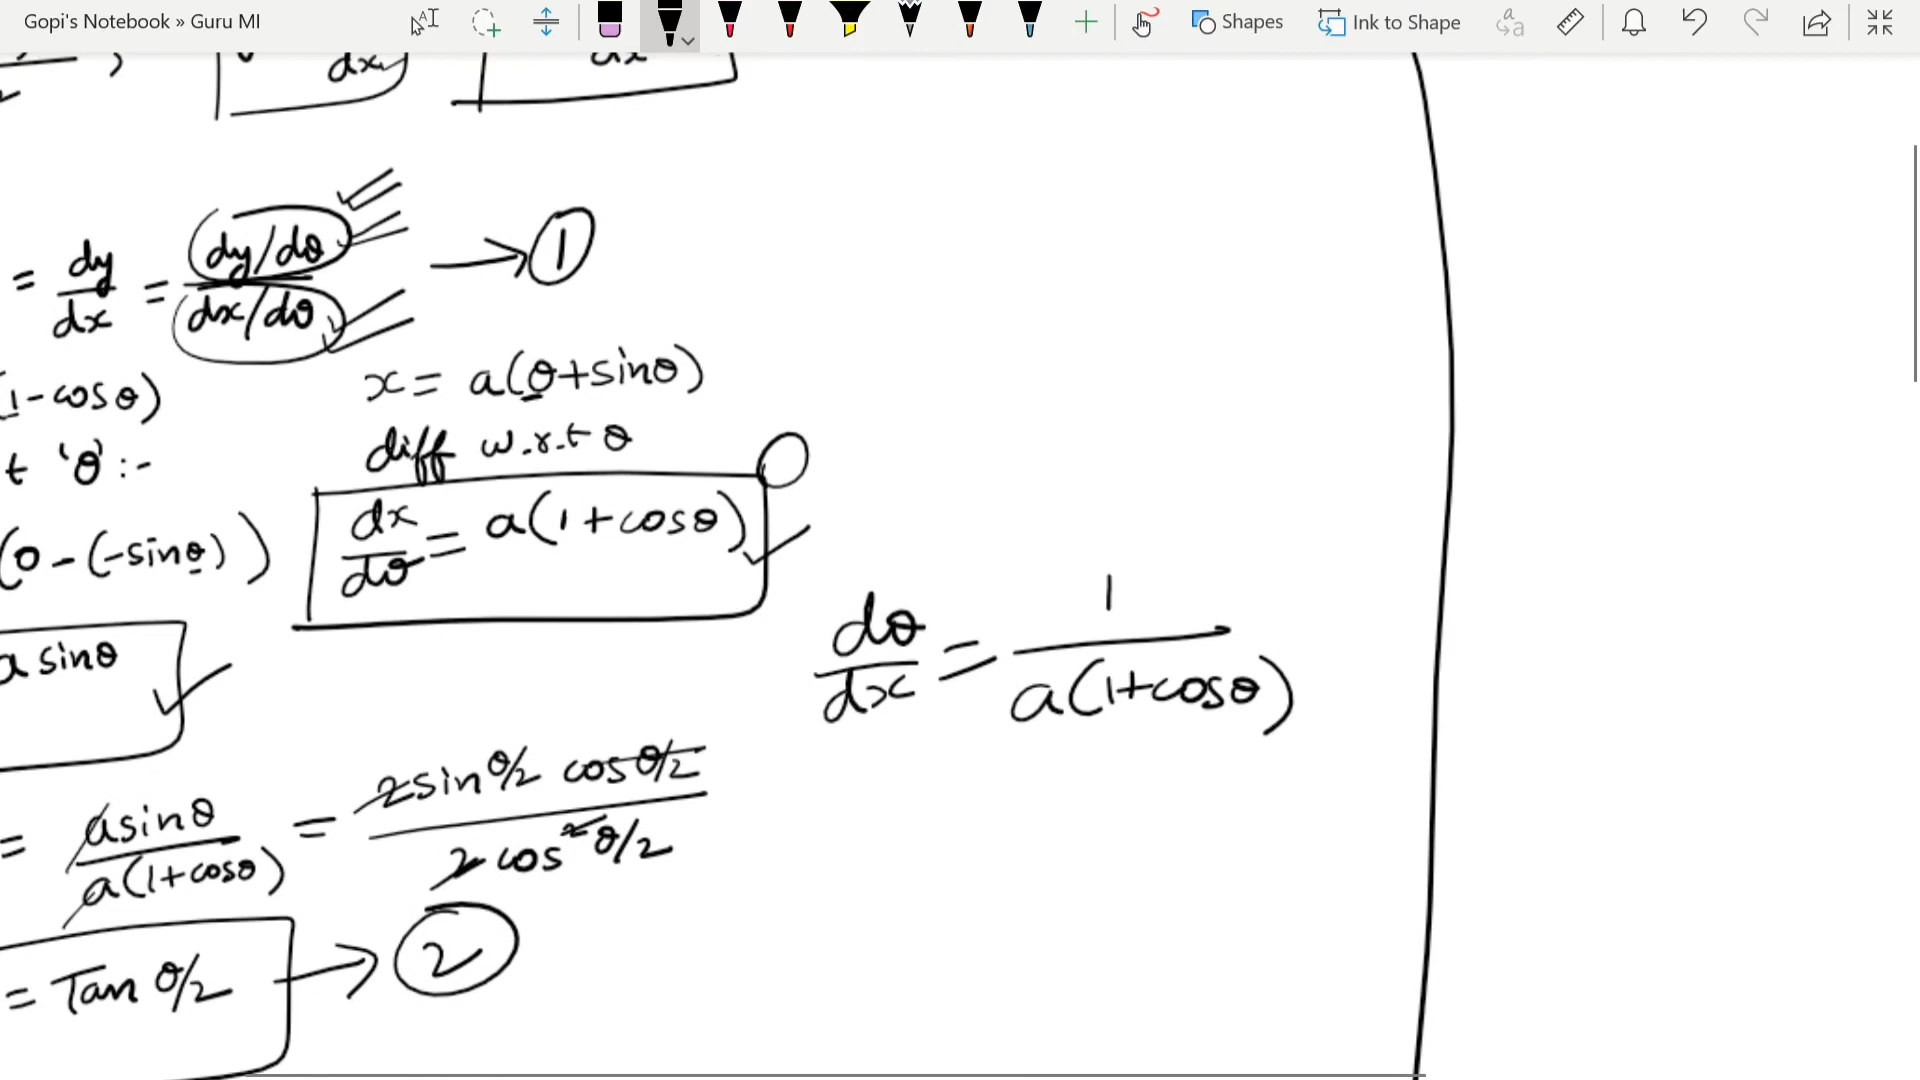 Gopi's Notebook » Guru MI
Shapes
Ink to Shape
dx
= dy/dx = (dy/dθ)/(dx/dθ) → 1
1-cosθ)
x = a(θ+sinθ)
t 'θ' :-
diff w.r.t θ
(0-(-sinθ))
dx/dθ = a(1+cosθ)
a sinθ
dθ/dx = 1/a(1+cosθ)
= asinθ/a(1+cosθ) = 2sinθ/2 cosθ/2 / 2cos²θ/2
= Tan θ/2 → 2